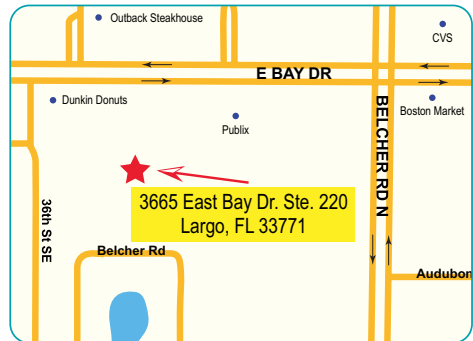 Outback Steakhouse
CVS
E BAY DR
Dunkin Donuts
Boston Market
Publix
BELCHER RD N
3665 East Bay Dr. Ste. 220
Largo, FL 33771
36th St SE
Belcher Rd
Audubon